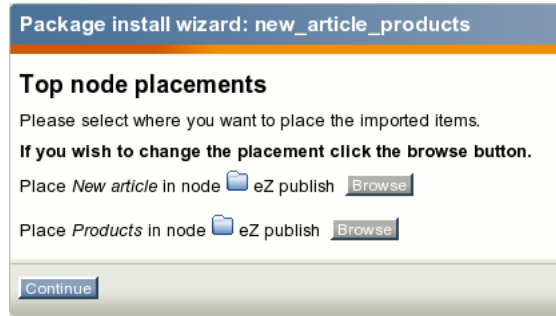 Package install wizard: new_article_products
Top node placements
Please select where you want to place the imported items.
If you wish to change the placement click the browse button.
Place New article in node eZ publish Browse
Place Products in node eZ publish Browse
Continue